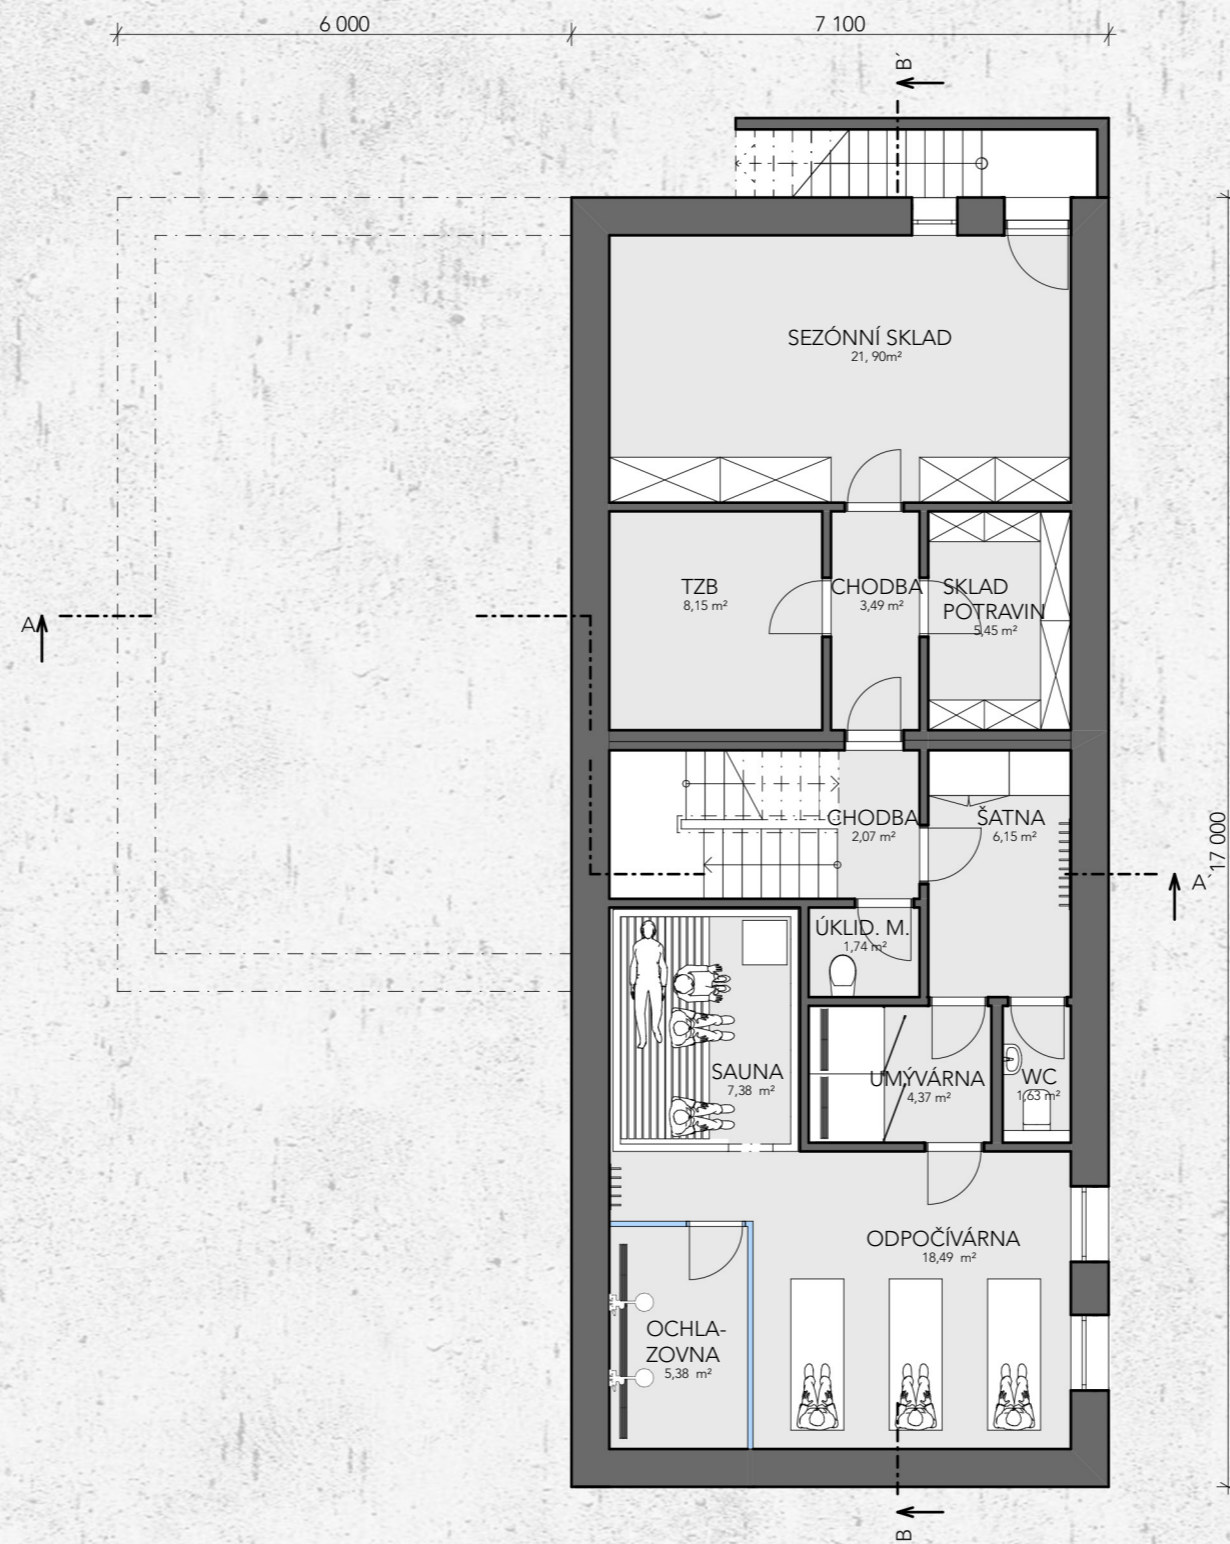 6 000
7 100
B`
SEZÓNNÍ SKLAD
21, 90m²
TZB
8,15 m²
CHODBA
3,49 m²
SKLAD
POTRAVIN
5,45 m²
A
CHODBA
2,07 m²
ŠATNA
6,15 m²
17 000
A`
ÚKLID. M.
1,74 m²
SAUNA
7,38 m²
UMÝVÁRNA
4,37 m²
WC
1,63 m²
ODPOČÍVÁRNA
18,49 m²
OCHLA-
ZOVNA
5,38 m²
B